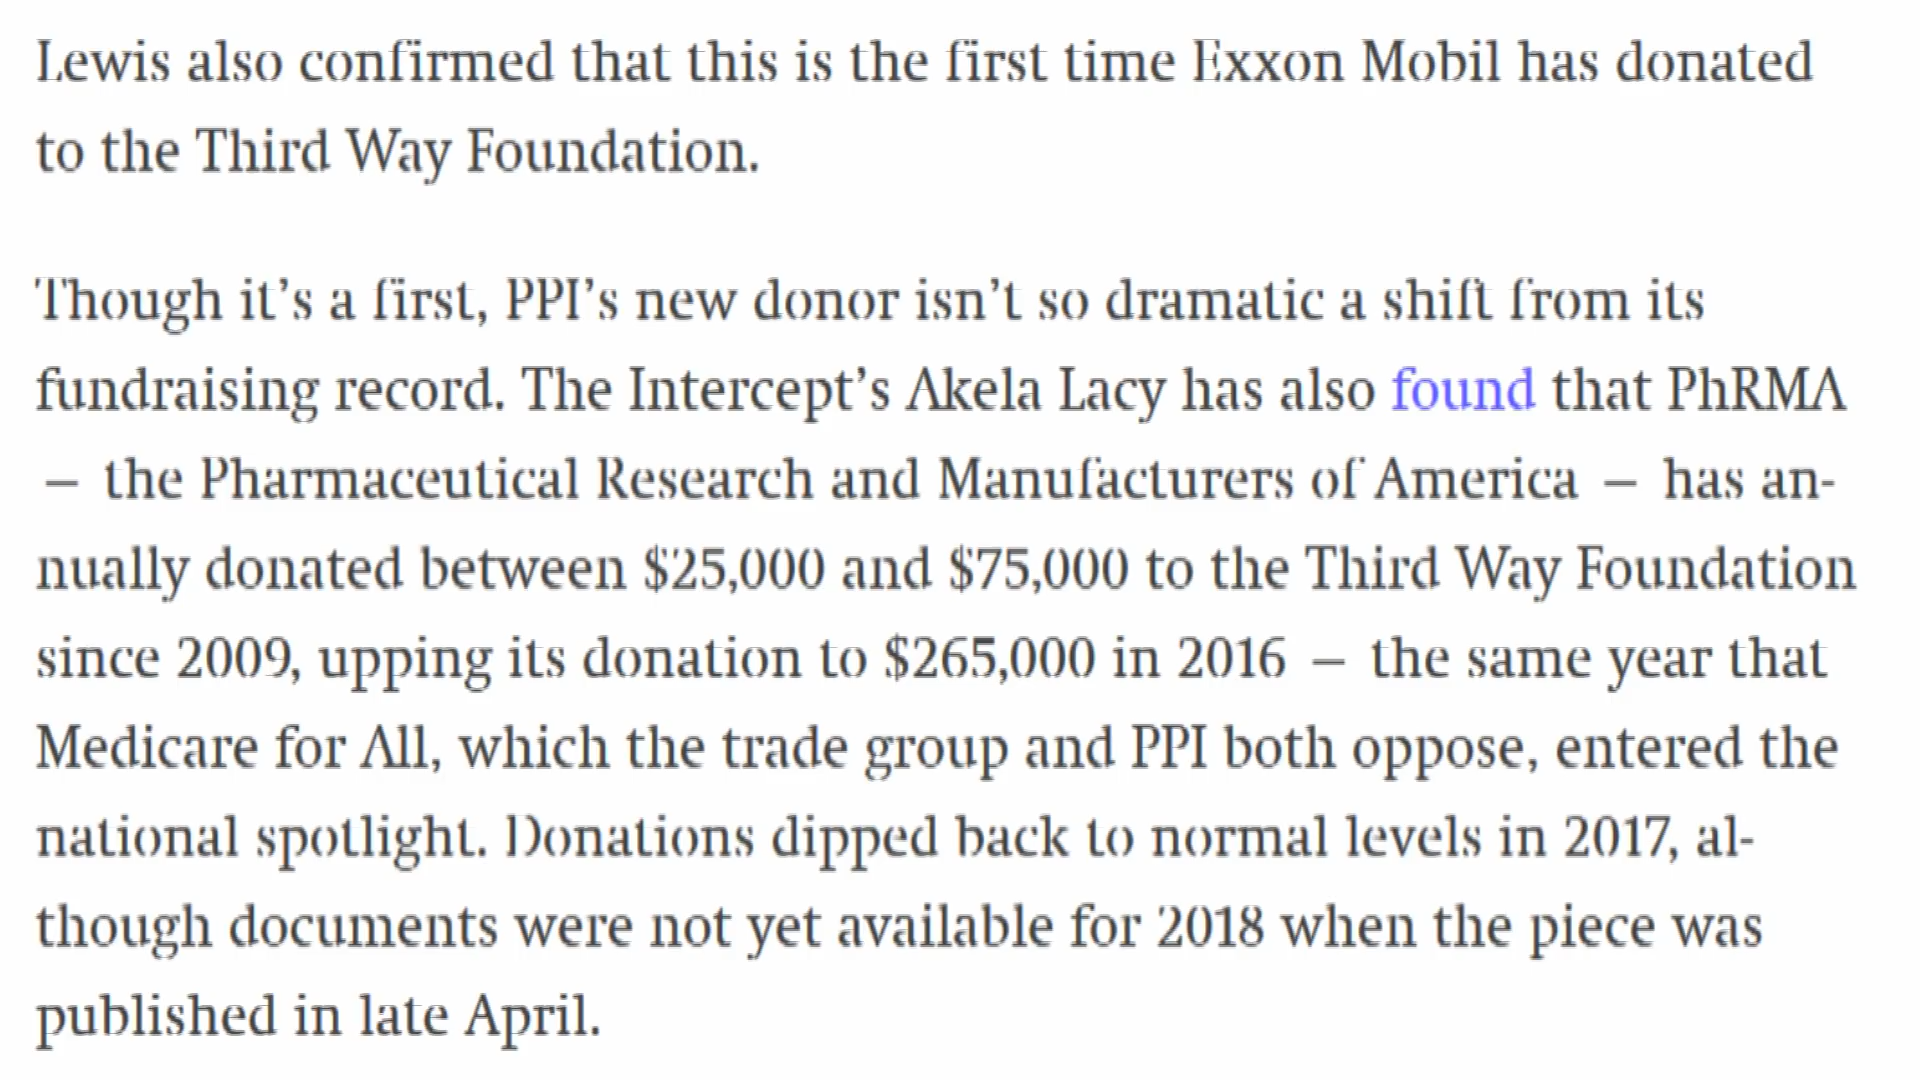 Lewis also confirmed that this is the first time Exxon Mobil has donated
to the Third Way Foundation.
Though it’s a first, PPI’s new donor isn’t so dramatic a shift from its
fundraising record. The Intercept’s Akela Lacy has also found that PhRMA
— the Pharmaceutical Research and Manufacturers of America — has an-
nually donated between $25,000 and $75,000 to the Third Way Foundation
since 2009, upping its donation to $265,000 in 2016 — the same year that
Medicare for All, which the trade group and PPI both oppose, entered the
national spotlight. Donations dipped back to normal levels in 2017, al-
though documents were not yet available for 2018 when the piece was
published in late April.